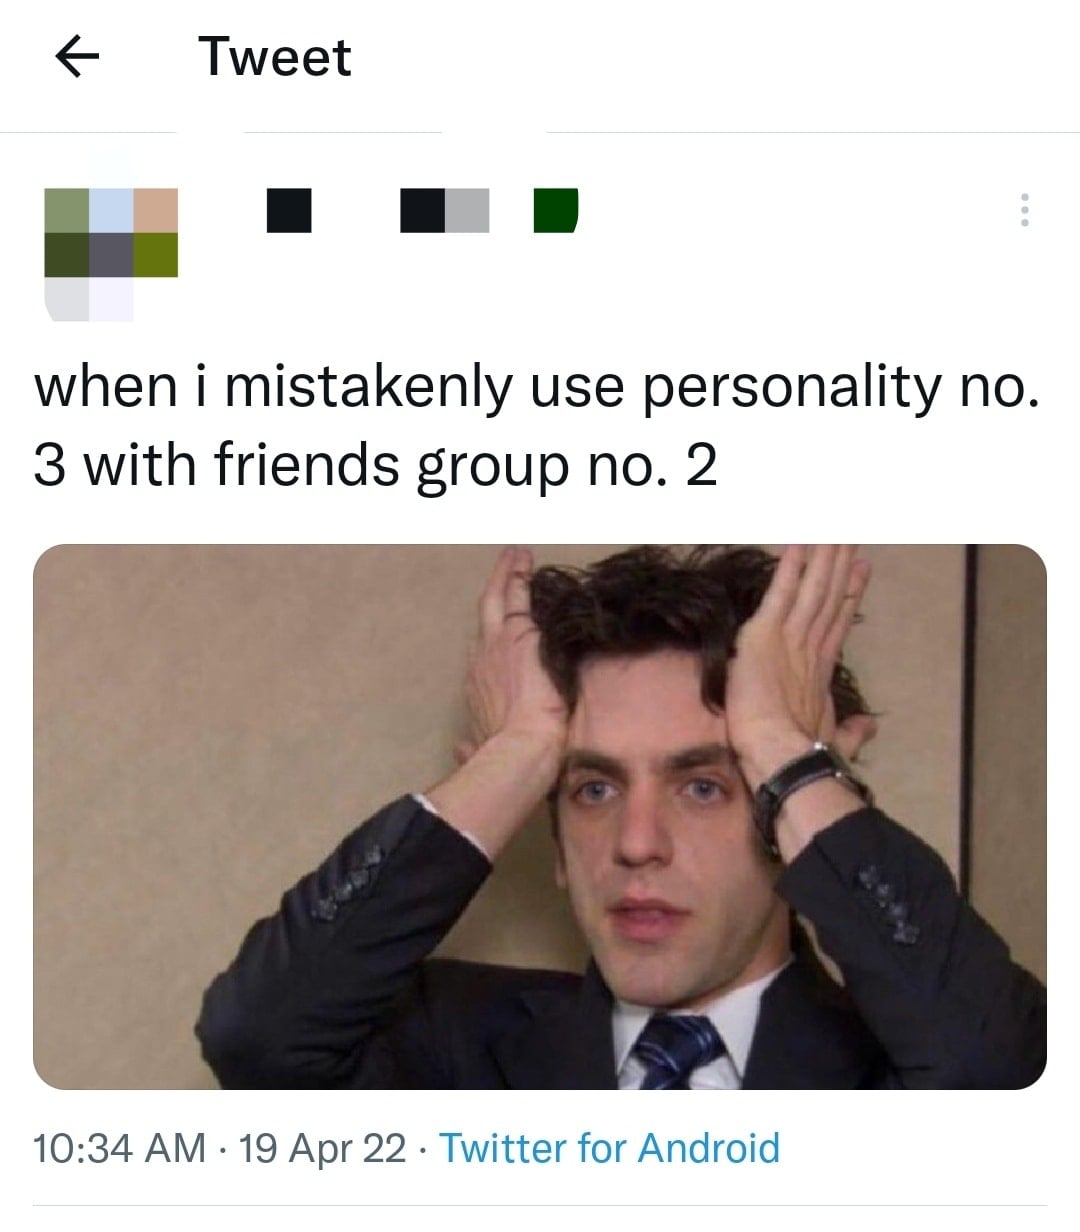 Tweet
when i mistakenly use personality no.
3 with friends group no. 2
10:34 AM · 19 Apr 22 · Twitter for Android